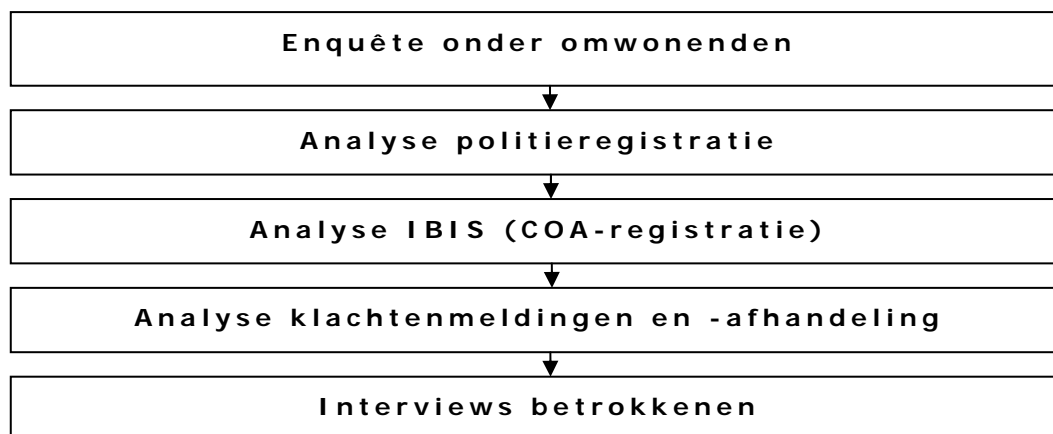 Enquête onder omwonenden
Analyse politieregistratie
Analyse IBIS (COA-registratie)
Analyse klachtenmeldingen en -afhandeling
Interviews betrokkenen